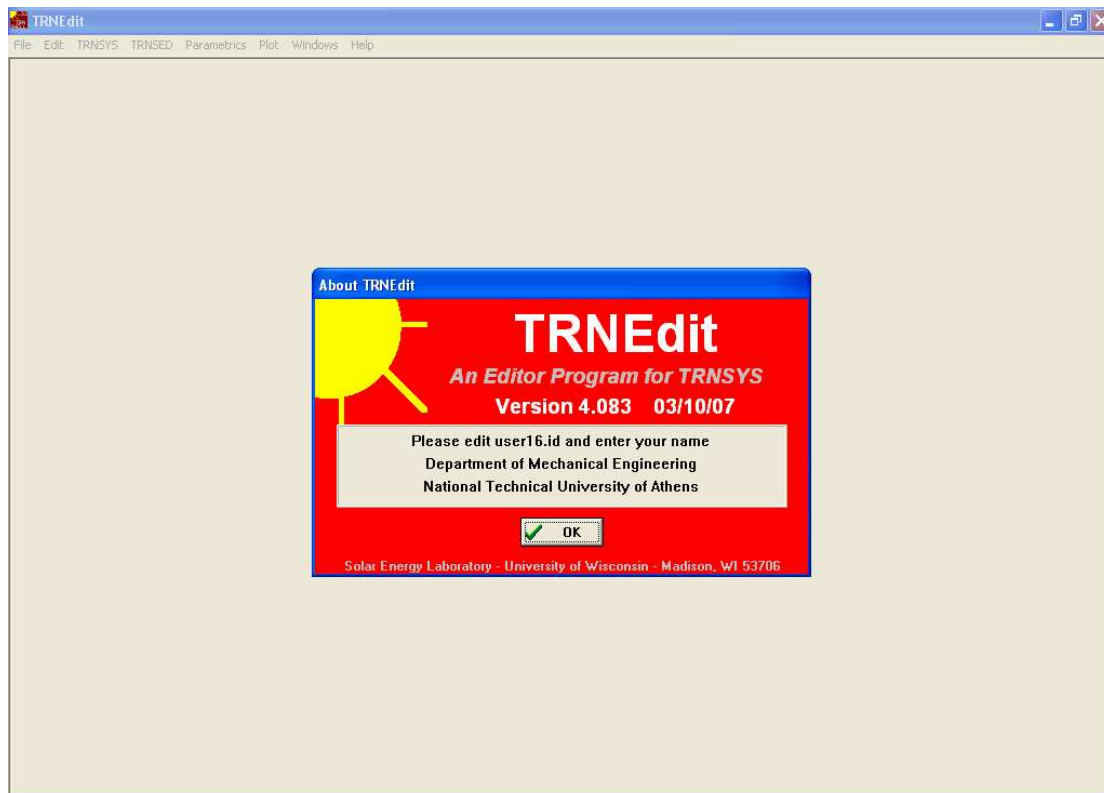 TRNEdit
File Edit TRNSYS TRNSED Parametrics Plot Windows Help
About TRNEdit
TRNEdit
An Editor Program for TRNSYS
Version 4.083 03/10/07
Please edit user16.id and enter your name
Department of Mechanical Engineering
National Technical University of Athens
OK
Solar Energy Laboratory - University of Wisconsin - Madison, WI 53706